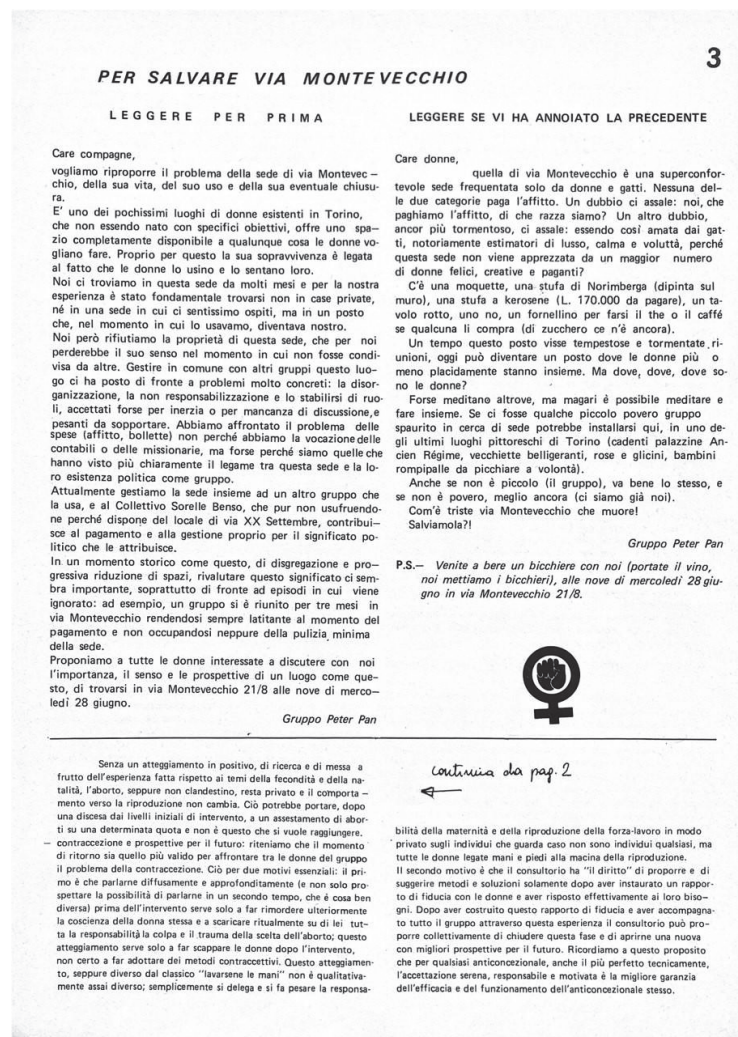 3
PER SALVARE VIA MONTEVECCHIO
LEGGERE PER PRIMA
Care compagne,
vogliamo riproporre il problema della sede di via Montevec –
chio, della sua vita, del suo uso e della sua eventuale chiusu-
ra.
E' uno dei pochissimi luoghi di donne esistenti in Torino,
che non essendo nato con specifici obiettivi, offre uno spa–
zio completamente disponibile a qualunque cosa le donne vo-
gliano fare. Proprio per questo la sua sopravvivenza è legata
al fatto che le donne lo usino e lo sentano loro.
Noi ci troviamo in questa sede da molti mesi e per la nostra
esperienza è stato fondamentale trovarsi non in case private,
né in una sede in cui ci sentissimo ospiti, ma in un posto
che, nel momento in cui lo usavamo, diventava nostro.
Noi però rifiutiamo la proprietà di questa sede, che per noi
perderebbe il suo senso nel momento in cui non fosse condi-
visa da altre. Gestire in comune con altri gruppi questo luo-
go ci ha posto di fronte a problemi molto concreti: la disor-
ganizzazione, la non responsabilizzazione e lo stabilirsi di ruo-
li, accettati forse per inerzia o per mancanza di discussione,e
pesanti da sopportare. Abbiamo affrontato il problema delle
spese (affitto, bollette) non perché abbiamo la vocazione delle
contabili o delle missionarie, ma forse perché siamo quelle che
hanno visto più chiaramente il legame tra questa sede e la lo-
ro esistenza politica come gruppo.
Attualmente gestiamo la sede insieme ad un altro gruppo che
la usa, e al Collettivo Sorelle Benso, che pur non usufruendo-
ne perché dispone del locale di via XX Settembre, contribui–
sce al pagamento e alla gestione proprio per il significato po-
litico che le attribuisce.
In un momento storico come questo, di disgregazione e pro–
gressiva riduzione di spazi, rivalutare questo significato ci sem-
bra importante, soprattutto di fronte ad episodi in cui viene
ignorato: ad esempio, un gruppo si è riunito per tre mesi in
via Montevecchio rendendosi sempre latitante al momento del
pagamento e non occupandosi neppure della pulizia minima
della sede.
Proponiamo a tutte le donne interessate a discutere con noi
l'importanza, il senso e le prospettive di un luogo come que-
sto, di trovarsi in via Montevecchio 21/8 alle nove di merco–
ledì 28 giugno.
Gruppo Peter Pan
LEGGERE SE VI HA ANNOIATO LA PRECEDENTE
Care donne,
quella di via Montevecchio è una superconfor-
tevole sede frequentata solo da donne e gatti. Nessuna del-
le due categorie paga l'affitto. Un dubbio ci assale: noi, che
paghiamo l'affitto, di che razza siamo? Un altro dubbio,
ancor più tormentoso, ci assale: essendo così amata dai gat-
ti, notoriamente estimatori di lusso, calma e voluttà, perché
questa sede non viene apprezzata da un maggior numero
di donne felici, creative e paganti?
C'è una moquette, una stufa di Norimberga (dipinta sul
muro), una stufa a kerosene (L. 170.000 da pagare), un ta-
volo rotto, uno no, un fornellino per farsi il the o il caffé
se qualcuna li compra (di zucchero ce n'è ancora).
Un tempo questo posto visse tempestose e tormentate ri-
unioni, oggi può diventare un posto dove le donne più o
meno placidamente stanno insieme. Ma dove, dove, dove so-
no le donne?
Forse meditano altrove, ma magari è possibile meditare e
fare insieme. Se ci fosse qualche piccolo povero gruppo
spaurito in cerca di sede potrebbe installarsi qui, in uno de-
gli ultimi luoghi pittoreschi di Torino (cadenti palazzine An-
cien Régime, vecchiette belligeranti, rose e glicini, bambini
rompipalle da picchiare a volontà).
Anche se non è piccolo (il gruppo), va bene lo stesso, e
se non è povero, meglio ancora (ci siamo già noi).
Com'è triste via Montevecchio che muore!
Salviamola?!
Gruppo Peter Pan
P.S.– Venite a bere un bicchiere con noi (portate il vino,
noi mettiamo i bicchieri), alle nove di mercoledì 28 giu-
gno in via Montevecchio 21/8.
Senza un atteggiamento in positivo, di ricerca e di messa a
frutto dell'esperienza fatta rispetto ai temi della fecondità e della na-
talità, l'aborto, seppure non clandestino, resta privato e il comporta –
mento verso la riproduzione non cambia. Ciò potrebbe portare, dopo
una discesa dai livelli iniziali di intervento, a un assestamento di abor-
ti su una determinata quota e non è questo che si vuole raggiungere.
– contraccezione e prospettive per il futuro: riteniamo che il momento
di ritorno sia quello più valido per affrontare tra le donne del gruppo
il problema della contraccezione. Ciò per due motivi essenziali: il pri-
mo è che parlarne diffusamente e approfonditamente (e non solo pro-
spettare la possibilità di parlarne in un secondo tempo, che è cosa ben
diversa) prima dell'intervento serve solo a far rimordere ulteriormente
la coscienza della donna stessa e a scaricare ritualmente su di lei tut-
ta la responsabilità la colpa e il trauma della scelta dell'aborto; questo
atteggiamento serve solo a far scappare le donne dopo l'intervento,
non certo a far adottare dei metodi contraccettivi. Questo atteggiamen-
to, seppure diverso dal classico "lavarsene le mani" non è qualitativa-
mente assai diverso; semplicemente si delega e si fa pesare la responsa-
continua da pag. 2
bilità della maternità e della riproduzione della forza-lavoro in modo
privato sugli individui che guarda caso non sono individui qualsiasi, ma
tutte le donne legate mani e piedi alla macina della riproduzione.
Il secondo motivo è che il consultorio ha "il diritto" di proporre e di
suggerire metodi e soluzioni solamente dopo aver instaurato un rappor-
to di fiducia con le donne e aver risposto effettivamente ai loro biso-
gni. Dopo aver costruito questo rapporto di fiducia e aver accompagna-
to tutto il gruppo attraverso questa esperienza il consultorio può pro-
porre collettivamente di chiudere questa fase e di aprirne una nuova
con migliori prospettive per il futuro. Ricordiamo a questo proposito
che per qualsiasi anticoncezionale, anche il più perfetto tecnicamente,
l'accettazione serena, responsabile e motivata è la migliore garanzia
dell'efficacia e del funzionamento dell'anticoncezionale stesso.